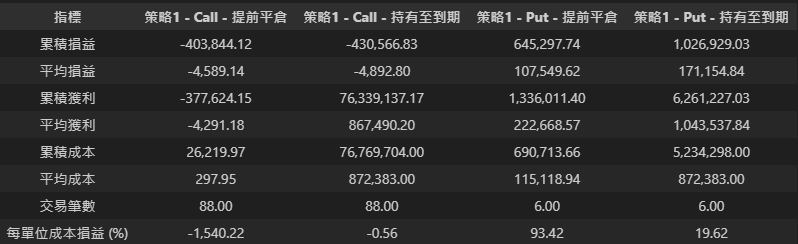 指標 策略1 - Call - 提前平倉 策略1 - Call - 持有至到期 策略1 - Put - 提前平倉 策略1 - Put - 持有至到期
累積損益 -403,844.12 -430,566.83 645,297.74 1,026,929.03
平均損益 -4,589.14 -4,892.80 107,549.62 171,154.84
累積獲利 -377,624.15 76,339,137.17 1,336,011.40 6,261,227.03
平均獲利 -4,291.18 867,490.20 222,668.57 1,043,537.84
累積成本 26,219.97 76,769,704.00 690,713.66 5,234,298.00
平均成本 297.95 872,383.00 115,118.94 872,383.00
交易筆數 88.00 88.00 6.00 6.00
每單位成本損益 (%) -1,540.22 -0.56 93.42 19.62